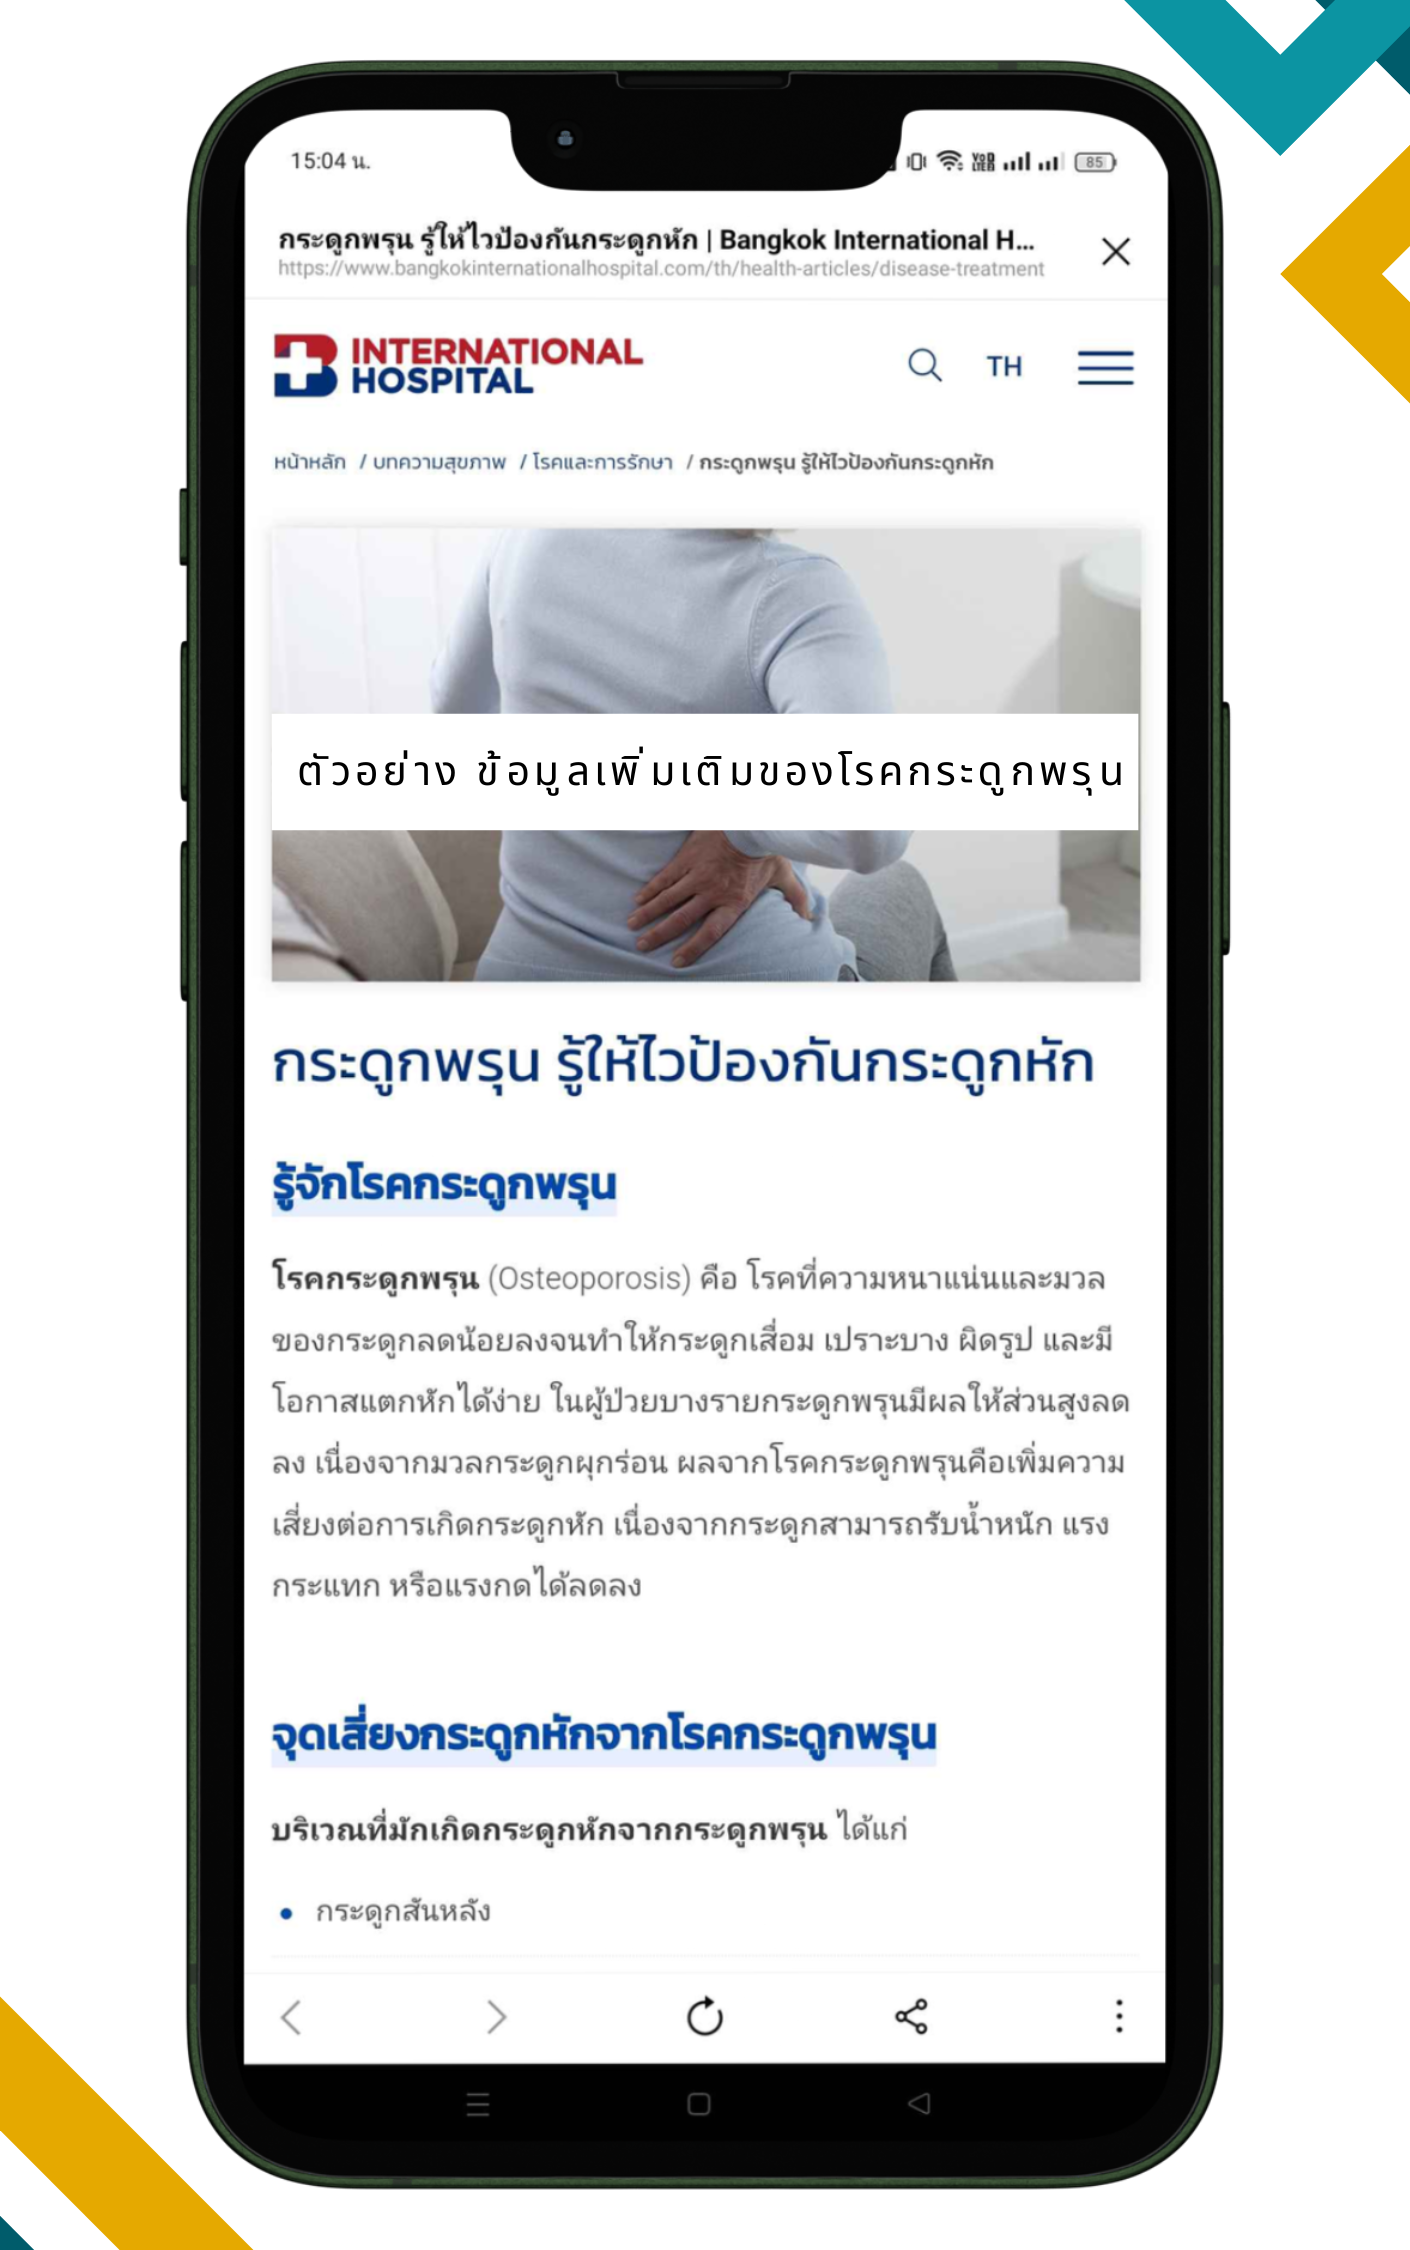 15:04 น.
VoB LTEB 85
กระดูกพรุน รู้ให้ไวป้องกันกระดูกหัก | Bangkok International H...
https://www.bangkokinternationalhospital.com/th/health-articles/disease-treatment
INTERNATIONAL
HOSPITAL
TH
หน้าหลัก / บทความสุขภาพ / โรคและการรักษา / กระดูกพรุน รู้ให้ไวป้องกันกระดูกหัก
ตัวอย่าง ข้อมูลเพิ่มเติมของโรคกระดูกพรุน
กระดูกพรุน รู้ให้ไวป้องกันกระดูกหัก
รู้จักโรคกระดูกพรุน
โรคกระดูกพรุน (Osteoporosis) คือ โรคที่ความหนาแน่นและมวล
ของกระดูกลดน้อยลงจนทำให้กระดูกเสื่อม เปราะบาง ผิดรูป และมี
โอกาสแตกหักได้ง่าย ในผู้ป่วยบางรายกระดูกพรุนมีผลให้ส่วนสูงลด
ลง เนื่องจากมวลกระดูกผุกร่อน ผลจากโรคกระดูกพรุนคือเพิ่มความ
เสี่ยงต่อการเกิดกระดูกหัก เนื่องจากกระดูกสามารถรับน้ำหนัก แรง
กระแทก หรือแรงกดได้ลดลง
จุดเสี่ยงกระดูกหักจากโรคกระดูกพรุน
บริเวณที่มักเกิดกระดูกหักจากกระดูกพรุน ได้แก่
• กระดูกสันหลัง